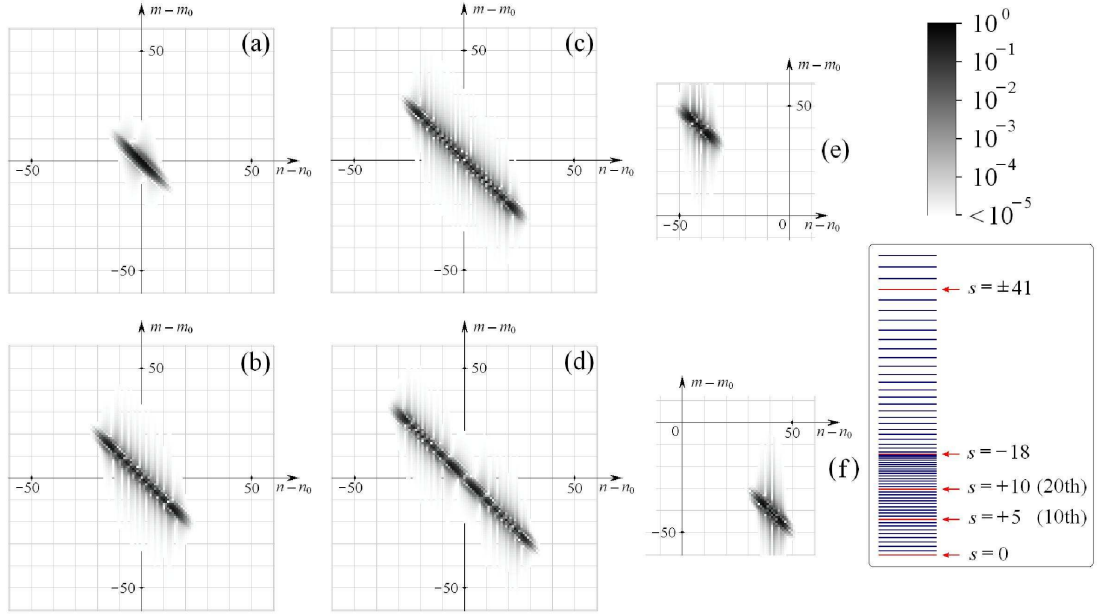 m – m₀
(a)
50
−50
50
n – n₀
−50
m – m₀
(c)
50
−50
50
n – n₀
−50
m – m₀
50
(e)
−50
0
n – n₀
10⁰
10⁻¹
10⁻²
10⁻³
10⁻⁴
<10⁻⁵
m – m₀
(b)
50
−50
50
n – n₀
−50
m – m₀
(d)
50
−50
50
n – n₀
−50
m – m₀
0
50
n – n₀
(f)
−50
s = ±41
s = −18
s = +10 (20th)
s = +5 (10th)
s = 0